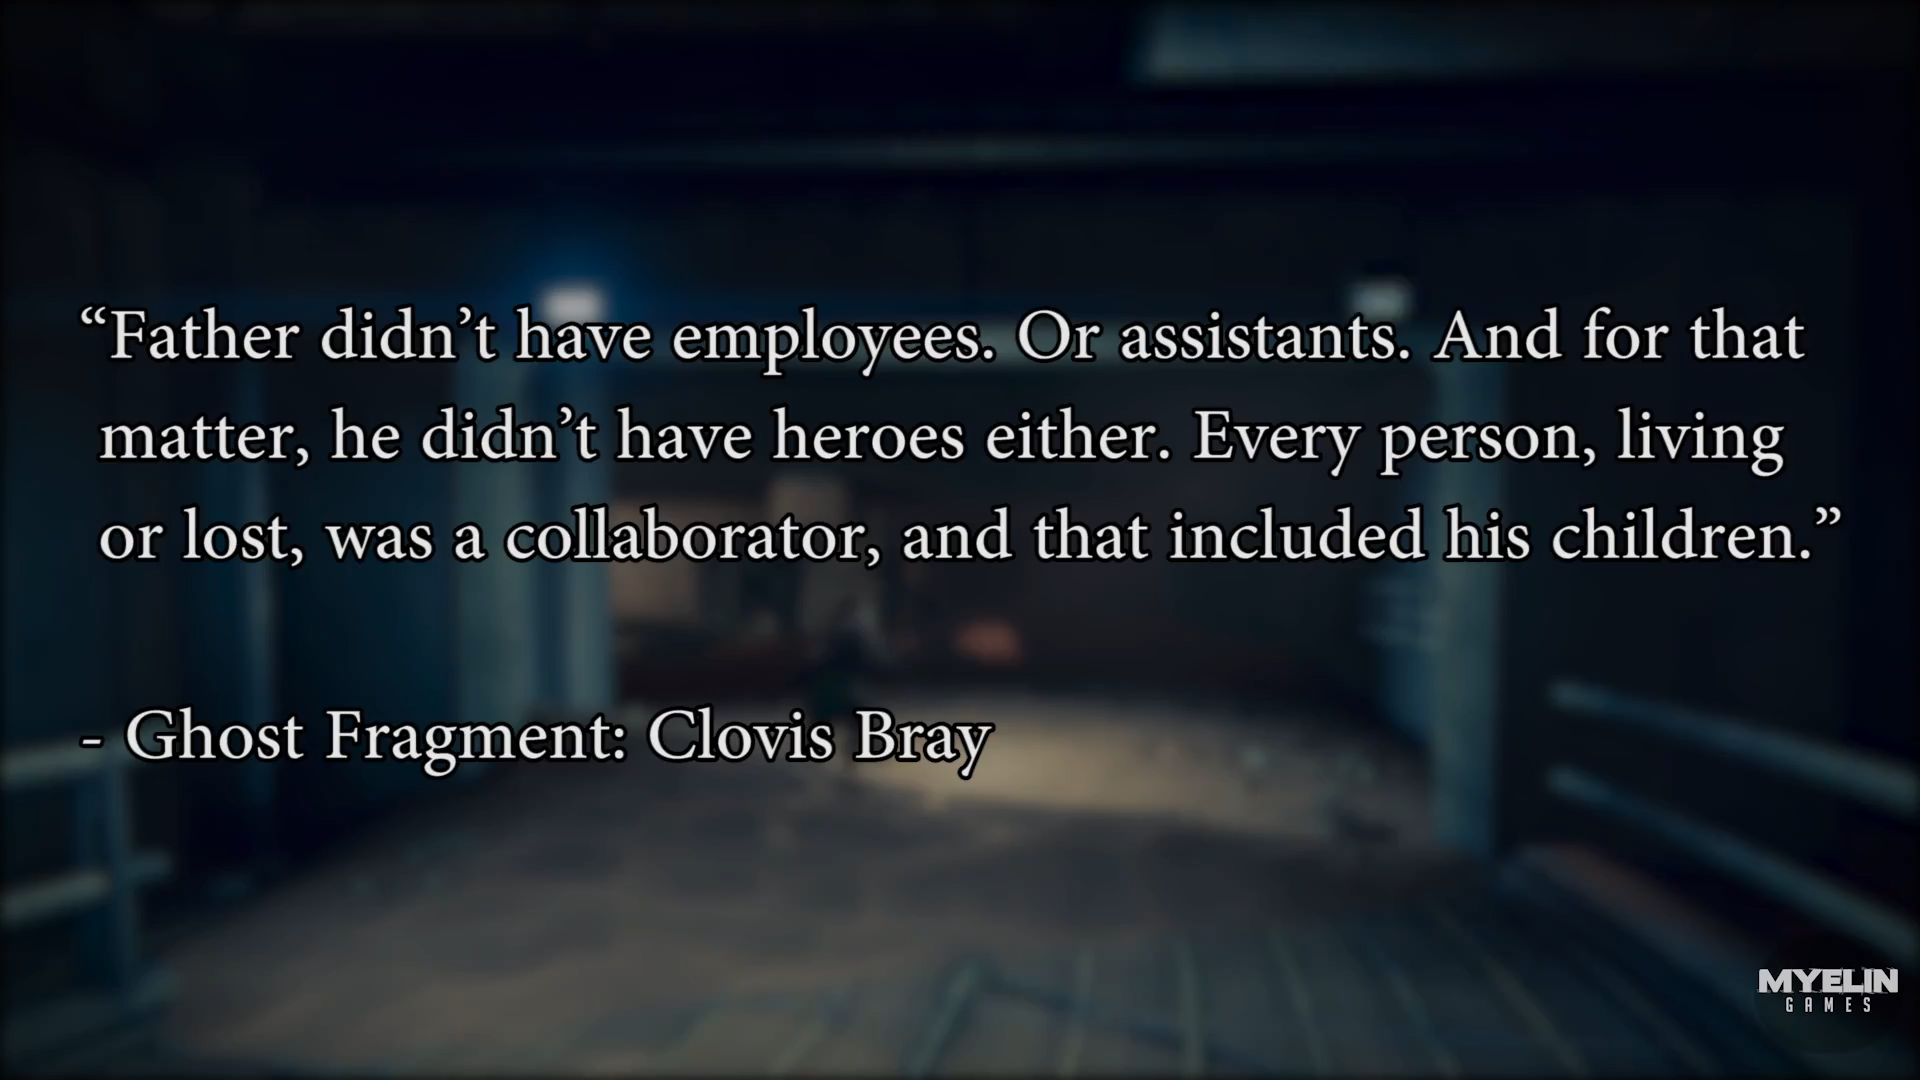 “Father didn’t have employees. Or assistants. And for that
matter, he didn’t have heroes either. Every person, living
or lost, was a collaborator, and that included his children.”
- Ghost Fragment: Clovis Bray
MYELIN
GAMES